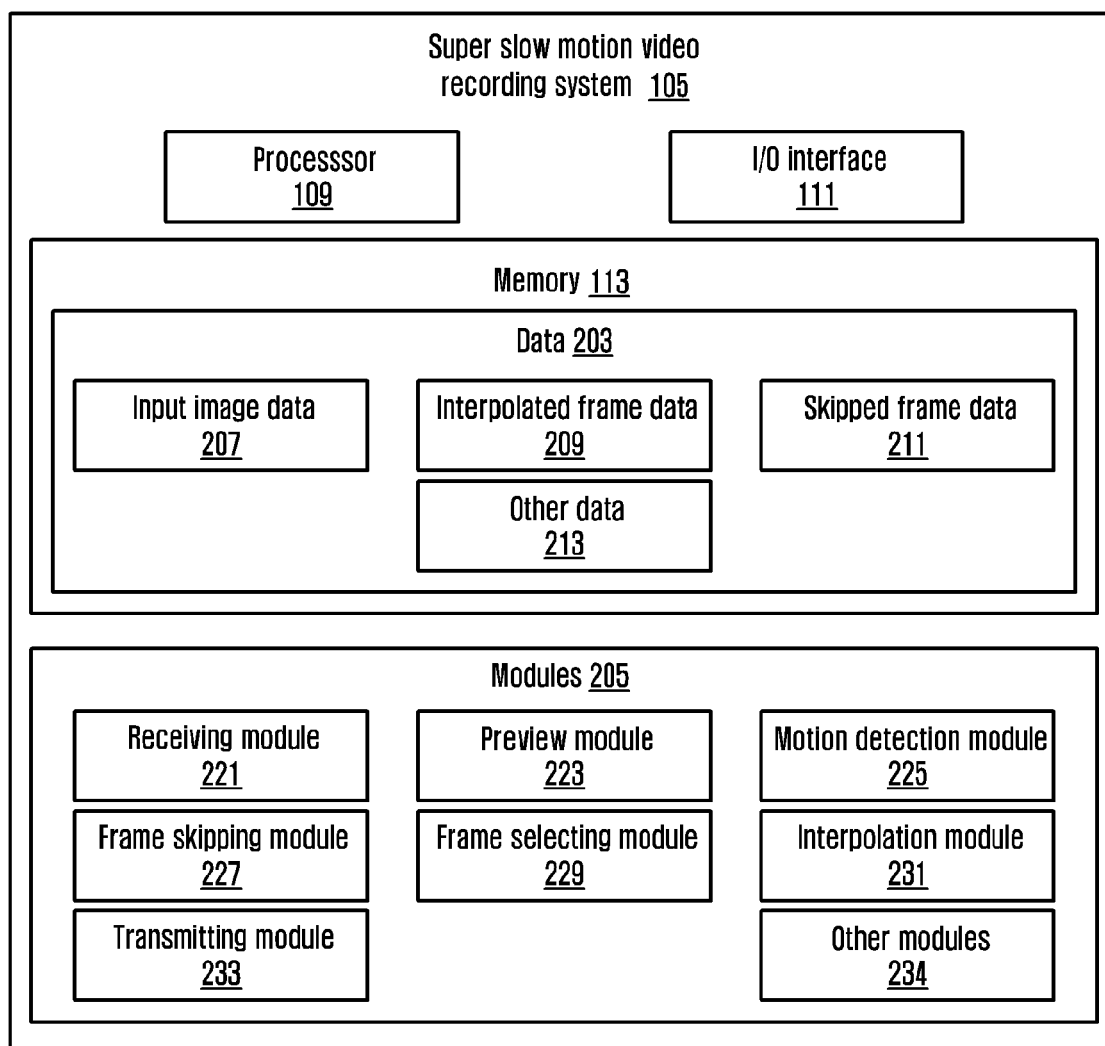 Super slow motion video
recording system 105
Processsor
109
I/O interface
111
Memory 113
Data 203
Input image data
207
Interpolated frame data
209
Skipped frame data
211
Other data
213
Modules 205
Receiving module
221
Preview module
223
Motion detection module
225
Frame skipping module
227
Frame selecting module
229
Interpolation module
231
Transmitting module
233
Other modules
234